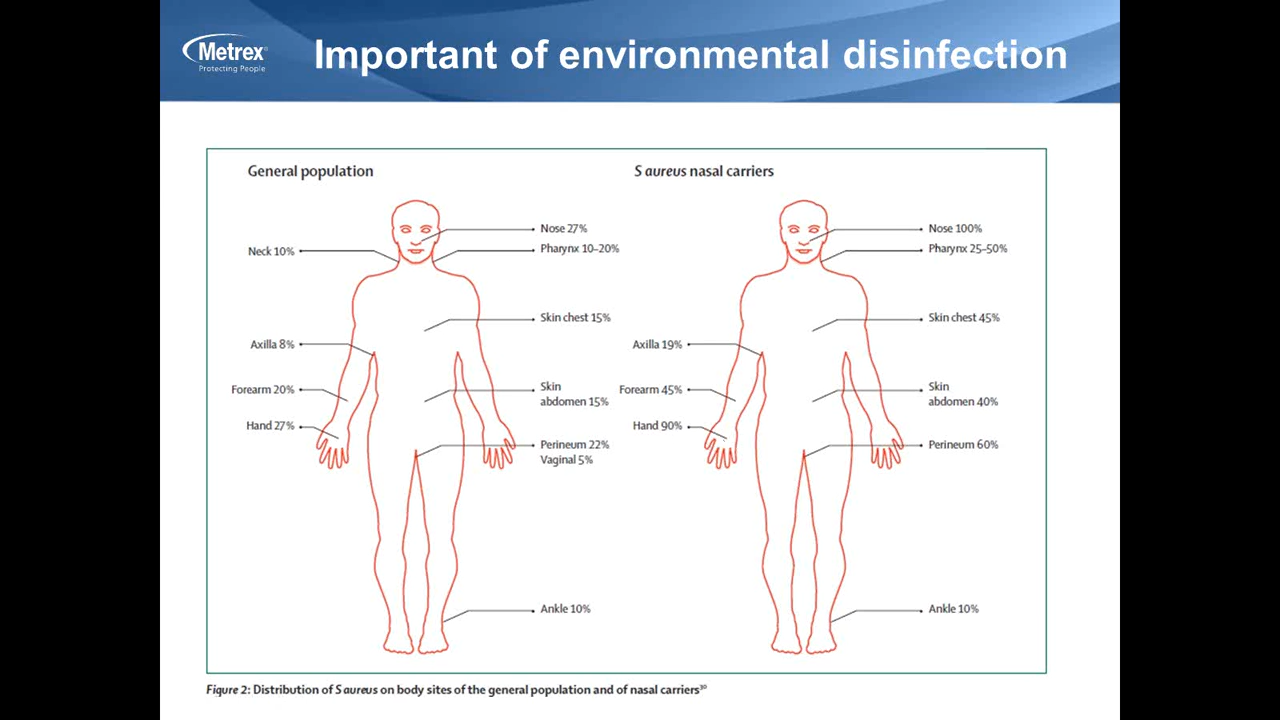 Metrex®
Protecting People
Important of environmental disinfection
General population
Nose 27%
Neck 10%
Pharynx 10–20%
Skin chest 15%
Axilla 8%
Forearm 20%
Skin
abdomen 15%
Hand 27%
Perineum 22%
Vaginal 5%
Ankle 10%
S aureus nasal carriers
Nose 100%
Pharynx 25–50%
Skin chest 45%
Axilla 19%
Forearm 45%
Skin
abdomen 40%
Hand 90%
Perineum 60%
Ankle 10%
Figure 2: Distribution of S aureus on body sites of the general population and of nasal carriers³⁰